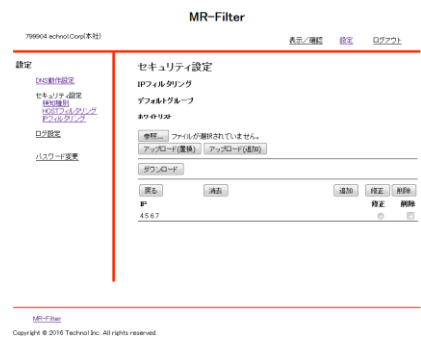 MR-Filter
799904 echnol.Corp(本社)
表示／確認 設定 ログアウト
設定
DNS動作設定
セキュリティ設定
検知種別
HOSTフィルタリング
IPフィルタリング
ログ設定
パスワード変更
セキュリティ設定
IPフィルタリング
デフォルトグループ
ホワイトリスト
参照... ファイルが選択されていません。
アップロード(置換) アップロード(追加)
ダウンロード
戻る 消去 追加 修正 削除
IP 修正 削除
4.5.6.7
MR-Filter
Copyright © 2016 Technol Inc. All rights reserved.